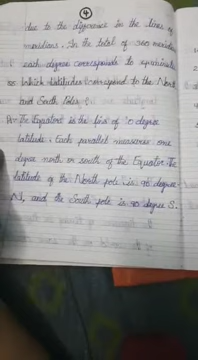 4
due to the difference in the lines of
meridians. In the total of 360 meridians
each degree corresponds to
Which latitudes correspond to the North
and South Poles
The Equator is the line of '0 degree
latitude. Each parallel measures one
degree north or south of the Equator. The
latitude of the North pole is 90 degree
N, and the South pole is 90 degree S.